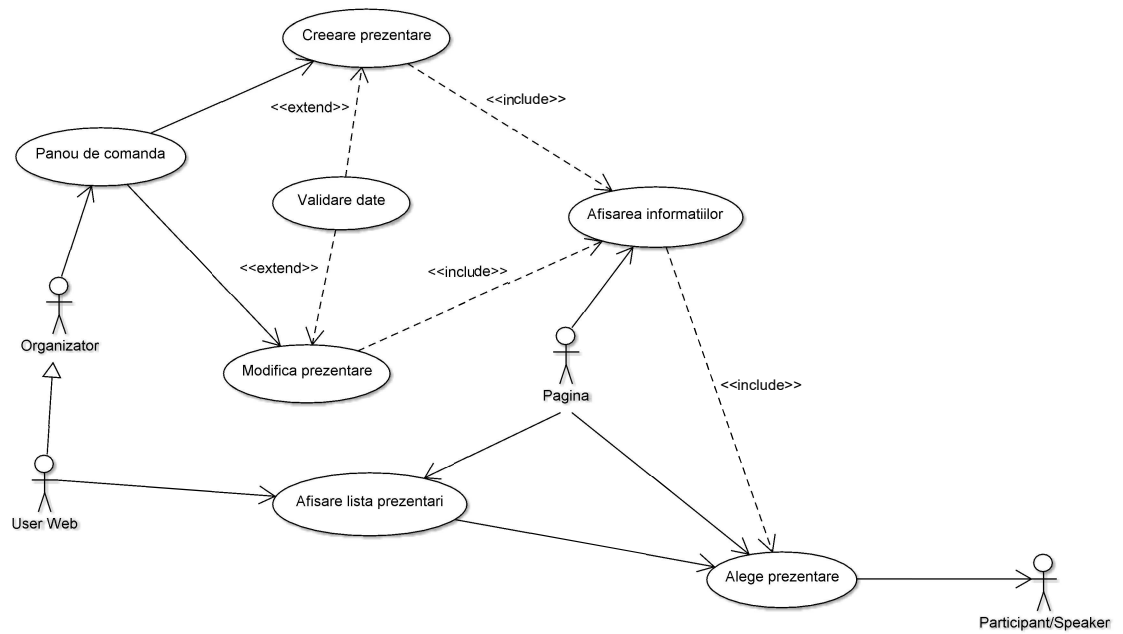 Creeare prezentare
<<extend>>
<<include>>
Panou de comanda
Validare date
Afisarea informatiilor
<<extend>>
<<include>>
Organizator
Modifica prezentare
Pagina
<<include>>
Afisare lista prezentari
User Web
Alege prezentare
Participant/Speaker